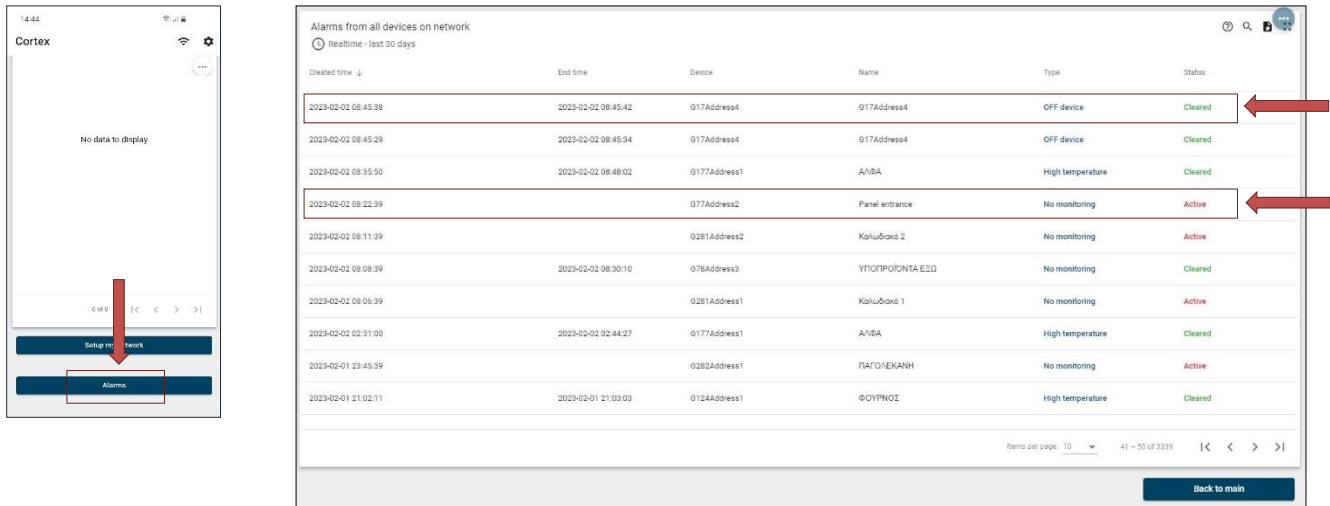 14:44
Cortex
No data to display
0 of 0
Setup my network
Alarms
Alarms from all devices on network
Realtime - last 30 days
Created time End time Device Name Type Status
2023-02-02 08:45:38 2023-02-02 08:45:42 G17Address4 G17Address4 OFF device Cleared
2023-02-02 08:45:29 2023-02-02 08:45:34 G17Address4 G17Address4 OFF device Cleared
2023-02-02 08:35:50 2023-02-02 08:48:02 G177Address1 ΑΛΦΑ High temperature Cleared
2023-02-02 08:22:39 G77Address2 Panel entrance No monitoring Active
2023-02-02 08:11:39 G281Address2 Καλωδιακό 2 No monitoring Active
2023-02-02 08:08:39 2023-02-02 08:30:10 G78Address3 ΥΠΟΠΡΟΪΟΝΤΑ ΕΞΩ No monitoring Cleared
2023-02-02 08:06:39 G281Address1 Καλωδιακό 1 No monitoring Active
2023-02-02 02:31:00 2023-02-02 02:44:27 G177Address1 ΑΛΦΑ High temperature Cleared
2023-02-01 23:45:39 G282Address1 ΠΑΓΟΛΕΚΑΝΗ No monitoring Active
2023-02-01 21:02:11 2023-02-01 21:03:03 G124Address1 ΦΟΥΡΝΟΣ High temperature Cleared
Items per page: 10 41 – 50 of 3339
Back to main